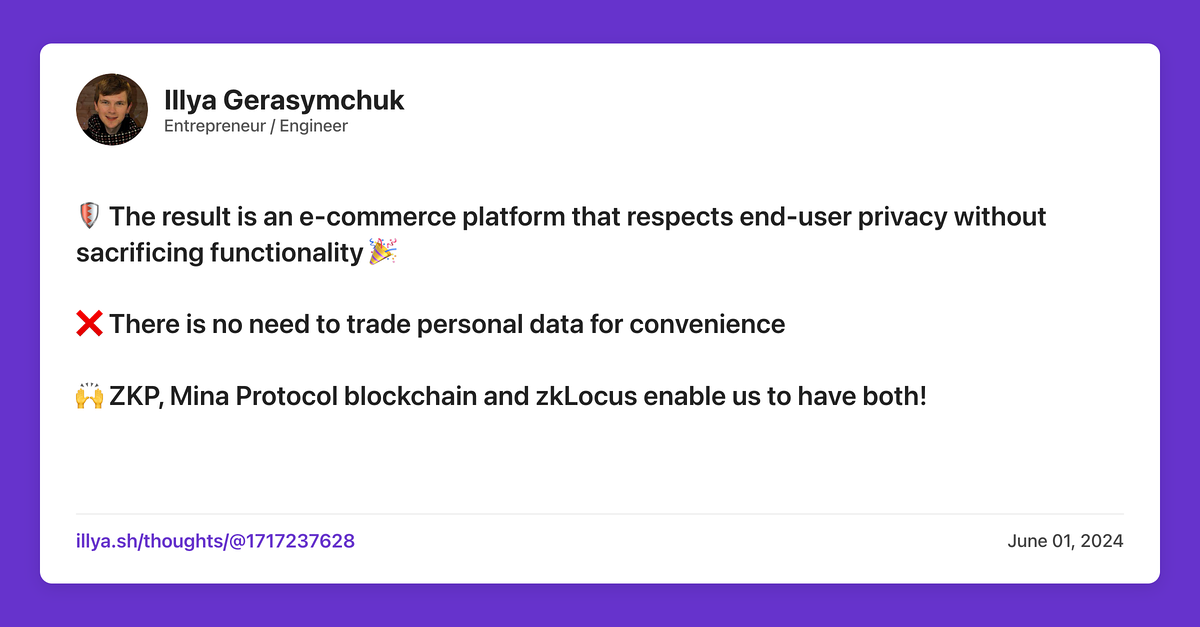 Illya Gerasymchuk
Entrepreneur / Engineer
🛡️ The result is an e-commerce platform that respects end-user privacy without
sacrificing functionality 🎉
❌ There is no need to trade personal data for convenience
🙌 ZKP, Mina Protocol blockchain and zkLocus enable us to have both!
illya.sh/thoughts/@1717237628
June 01, 2024